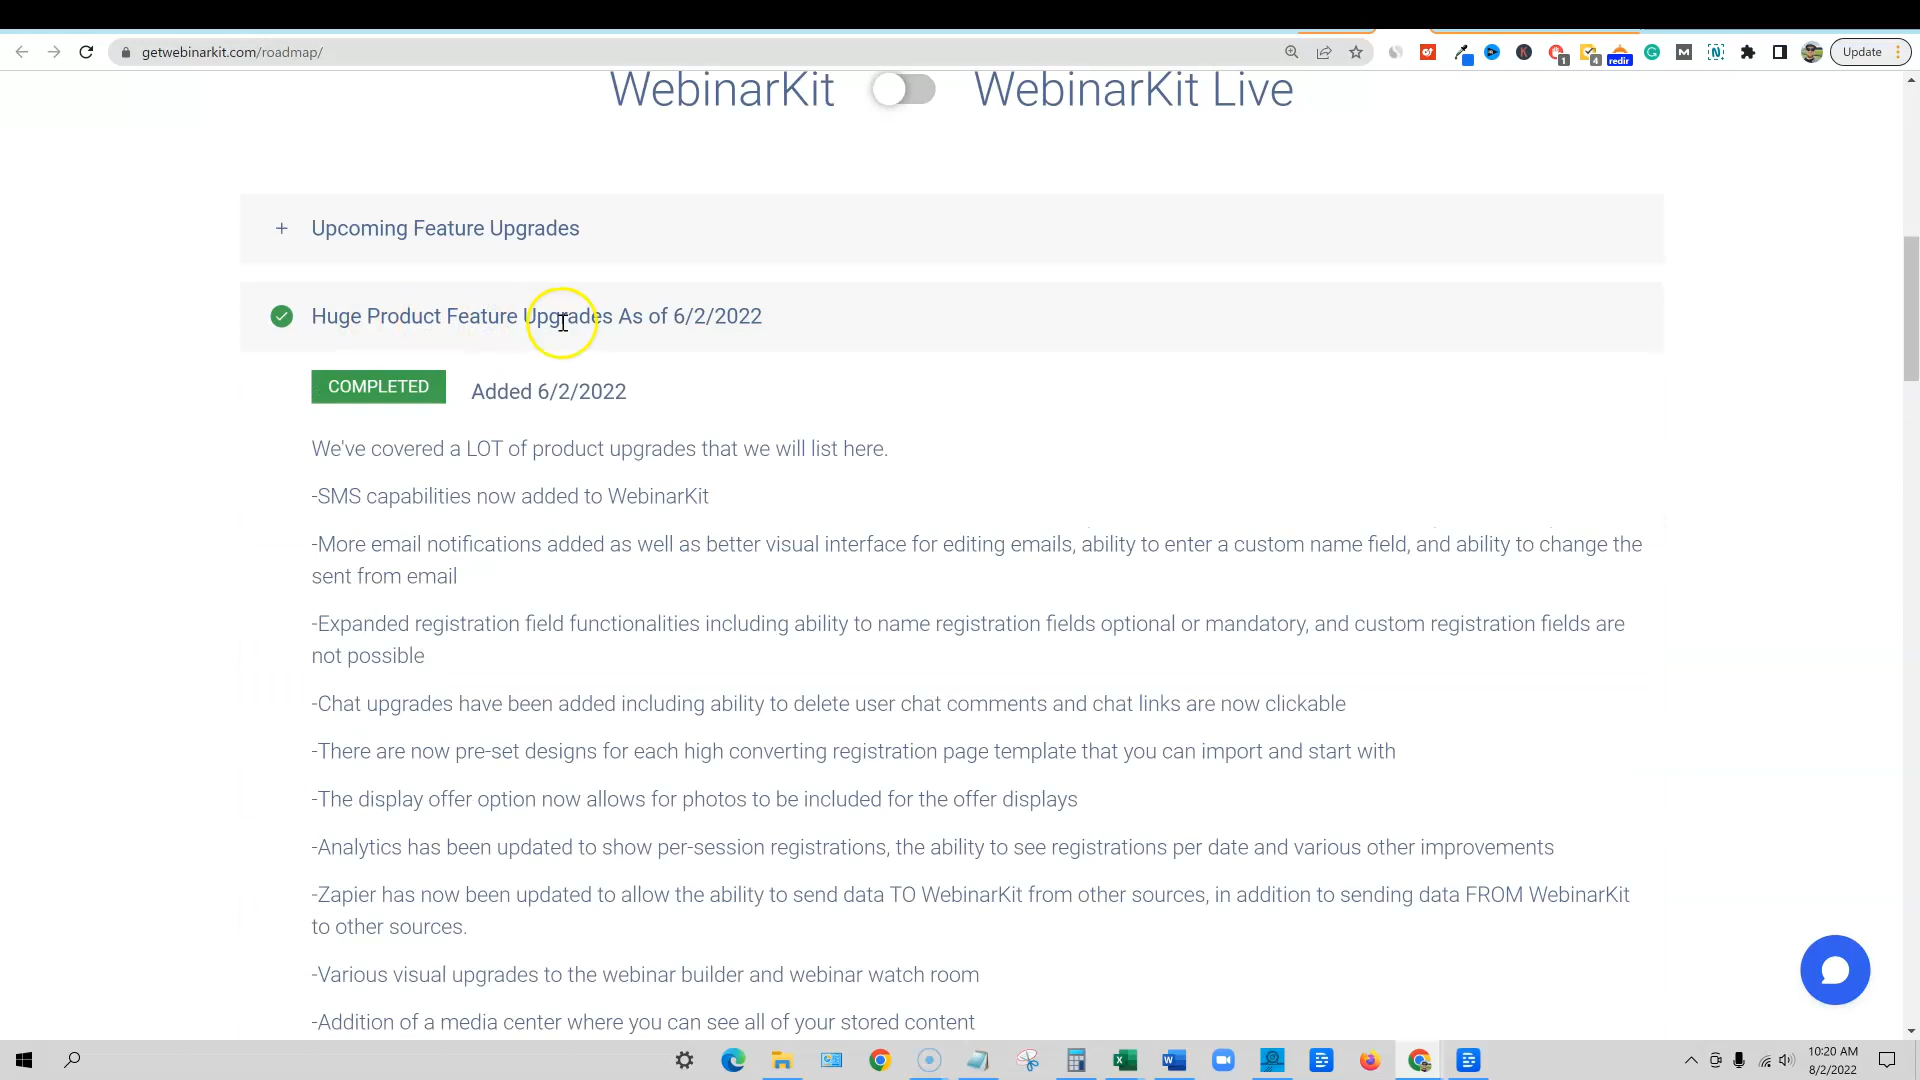 getwebinarkit.com/roadmap/
Update
1
4
redir
WebinarKit
WebinarKit Live
+ Upcoming Feature Upgrades
Huge Product Feature Upgrades As of 6/2/2022
COMPLETED
Added 6/2/2022
We've covered a LOT of product upgrades that we will list here.
-SMS capabilities now added to WebinarKit
-More email notifications added as well as better visual interface for editing emails, ability to enter a custom name field, and ability to change the
sent from email
-Expanded registration field functionalities including ability to name registration fields optional or mandatory, and custom registration fields are
not possible
-Chat upgrades have been added including ability to delete user chat comments and chat links are now clickable
-There are now pre-set designs for each high converting registration page template that you can import and start with
-The display offer option now allows for photos to be included for the offer displays
-Analytics has been updated to show per-session registrations, the ability to see registrations per date and various other improvements
-Zapier has now been updated to allow the ability to send data TO WebinarKit from other sources, in addition to sending data FROM WebinarKit
to other sources.
-Various visual upgrades to the webinar builder and webinar watch room
-Addition of a media center where you can see all of your stored content
10:20 AM
8/2/2022